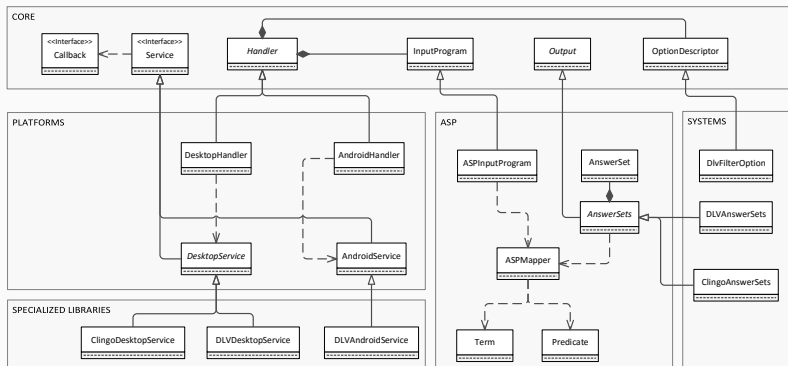 CORE
<<Interface>>
Callback
<<Interface>>
Service
Handler
InputProgram
Output
OptionDescriptor
PLATFORMS
DesktopHandler
AndroidHandler
DesktopService
AndroidService
ASP
ASPInputProgram
AnswerSet
AnswerSets
ASPMapper
Term
Predicate
SYSTEMS
DlvFilterOption
DLVAnswerSets
ClingoAnswerSets
SPECIALIZED LIBRARIES
ClingoDesktopService
DLVDesktopService
DLVAndroidService